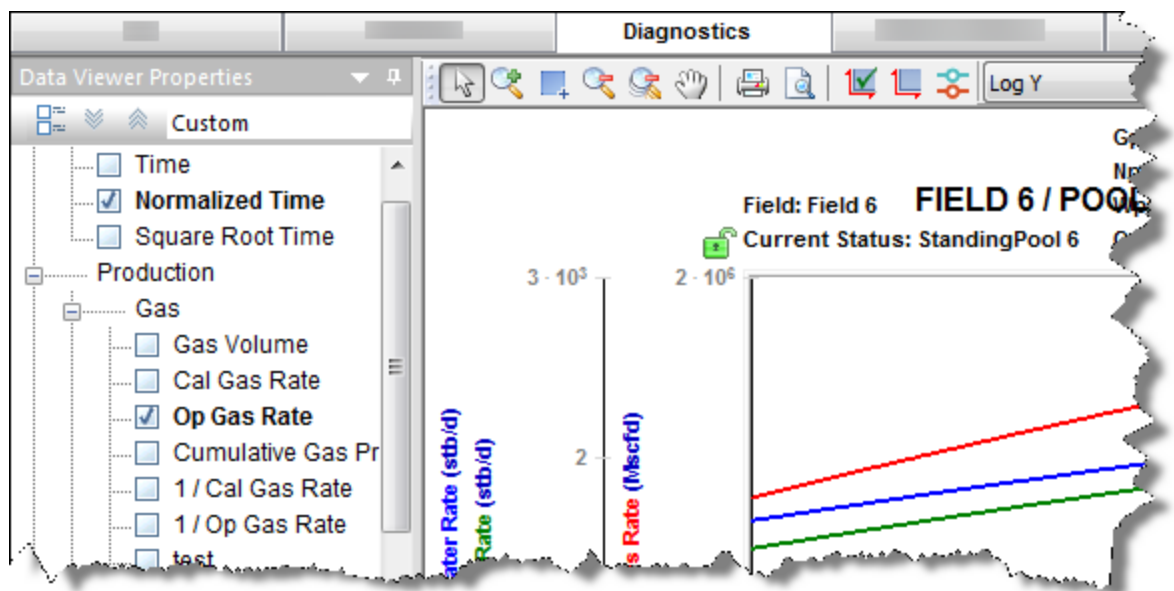 Diagnostics
Data Viewer Properties
Custom
Log Y
Time
Normalized Time
Square Root Time
Production
Gas
Gas Volume
Cal Gas Rate
Op Gas Rate
Cumulative Gas Pr
1 / Cal Gas Rate
1 / Op Gas Rate
test
Field: Field 6
FIELD 6 / POOL
Current Status: StandingPool 6
3 · 10³
2 · 10⁶
2
ater Rate (stb/d)
Rate (stb/d)
s Rate (Mscfd)